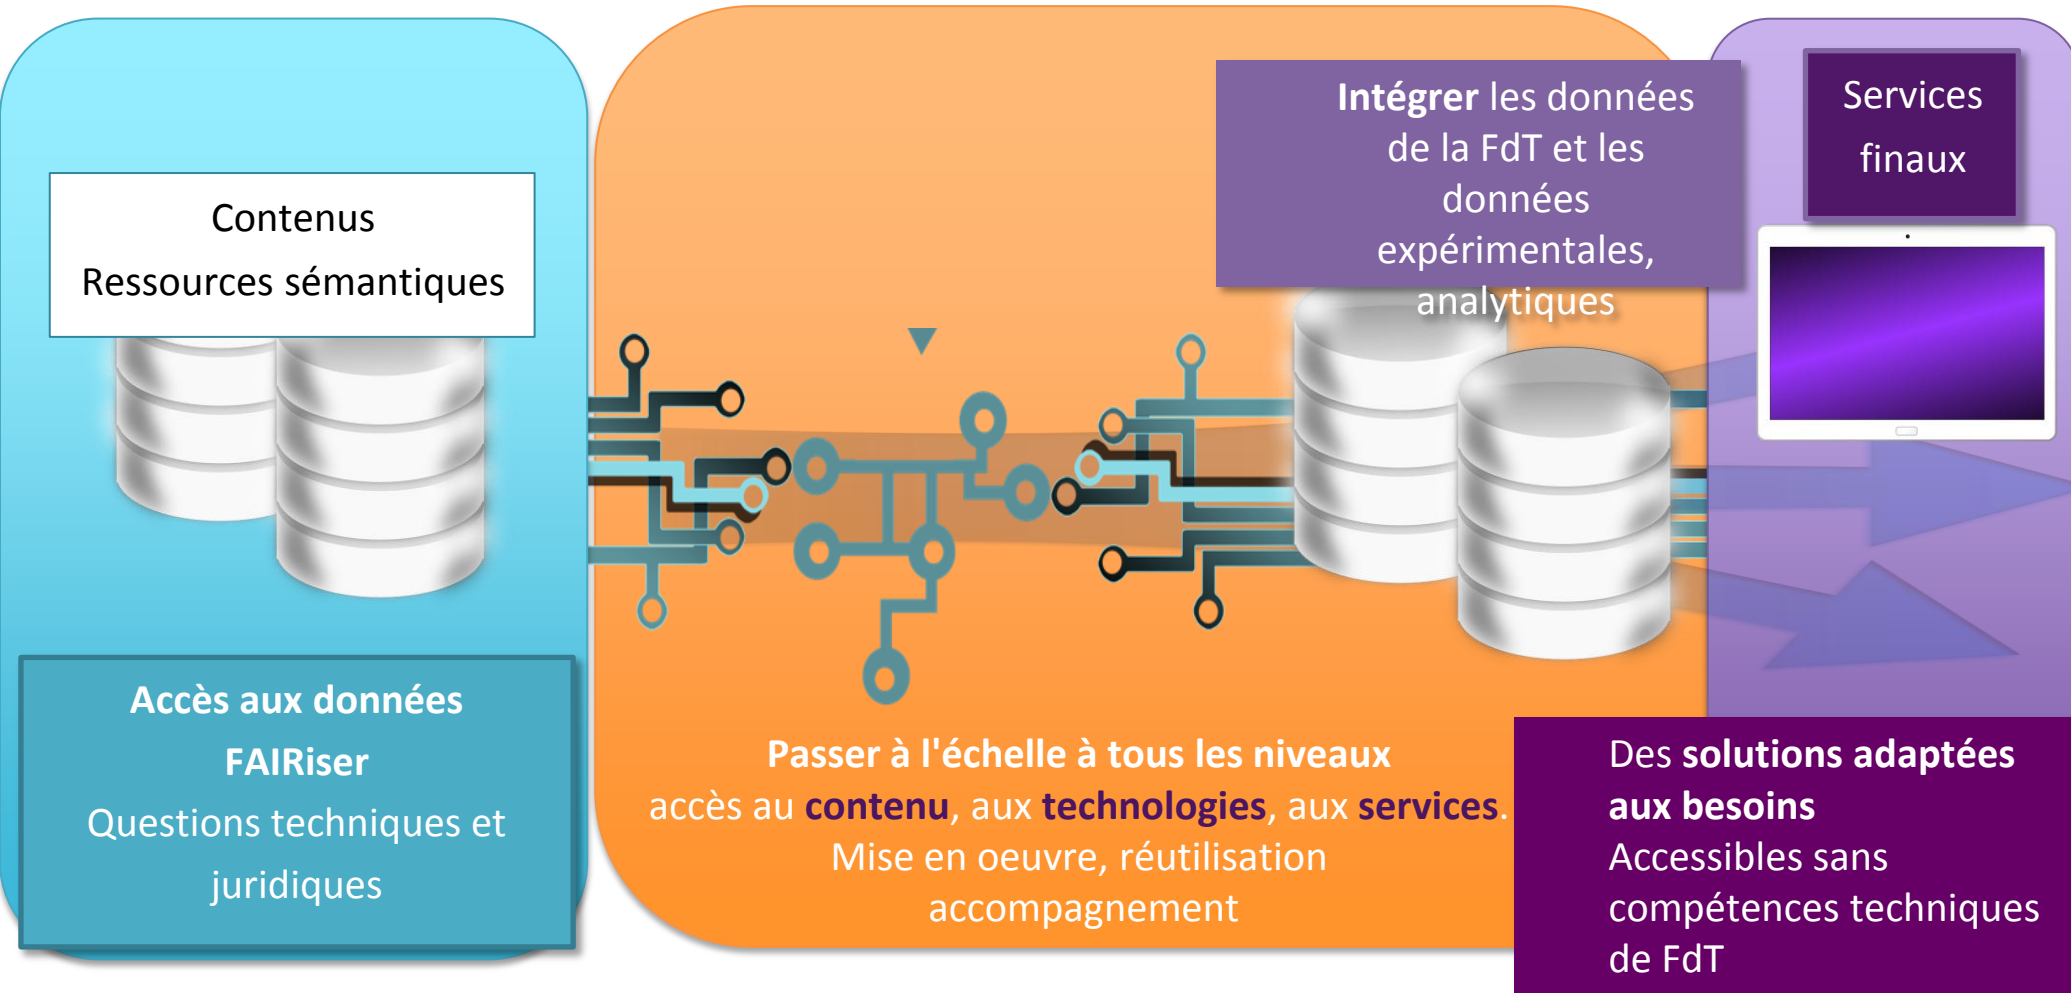 Contenus
Ressources sémantiques
Accès aux données
FAIRiser
Questions techniques et
juridiques
Intégrer les données
de la FdT et les
données
expérimentales,
analytiques
Passer à l'échelle à tous les niveaux
accès au contenu, aux technologies, aux services.
Mise en oeuvre, réutilisation
accompagnement
Services
finaux
Des solutions adaptées
aux besoins
Accessibles sans
compétences techniques
de FdT